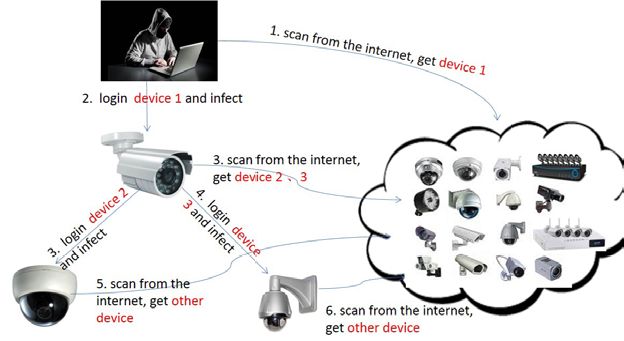 1. scan from the internet, get device 1
2. login device 1 and infect
3. scan from the internet,
get device 2 、3
3. login device 2
and infect
4. login device
3 and infect
5. scan from the
internet, get other
device
6. scan from the internet,
get other device